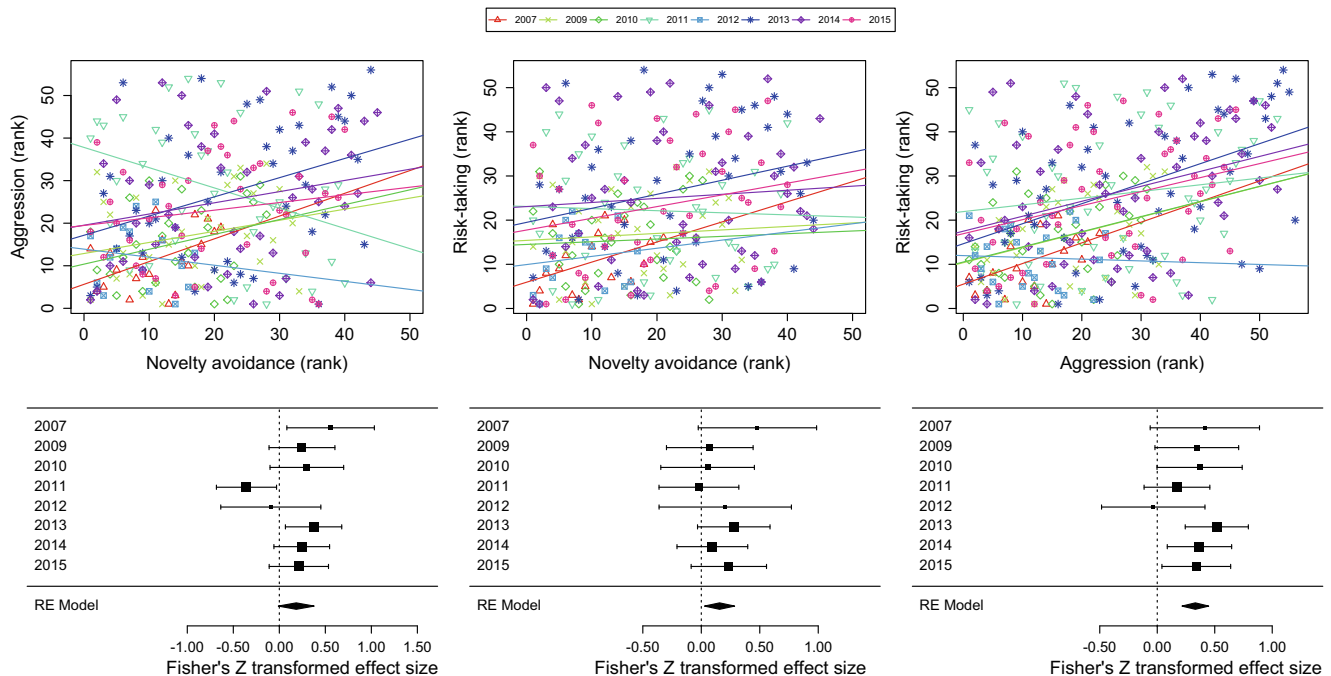 2007 2009 2010 2011 2012 2013 2014 2015
Aggression (rank)
0 10 20 30 40 50
0 10 20 30 40 50
Novelty avoidance (rank)
Risk-taking (rank)
0 10 20 30 40 50
0 10 20 30 40 50
Novelty avoidance (rank)
Risk-taking (rank)
0 10 20 30 40 50
0 10 20 30 40 50
Aggression (rank)
2007
2009
2010
2011
2012
2013
2014
2015
RE Model
-1.00 -0.50 0.00 0.50 1.00 1.50
Fisher's Z transformed effect size
2007
2009
2010
2011
2012
2013
2014
2015
RE Model
-0.50 0.00 0.50 1.00
Fisher's Z transformed effect size
2007
2009
2010
2011
2012
2013
2014
2015
RE Model
-0.50 0.00 0.50 1.00
Fisher's Z transformed effect size